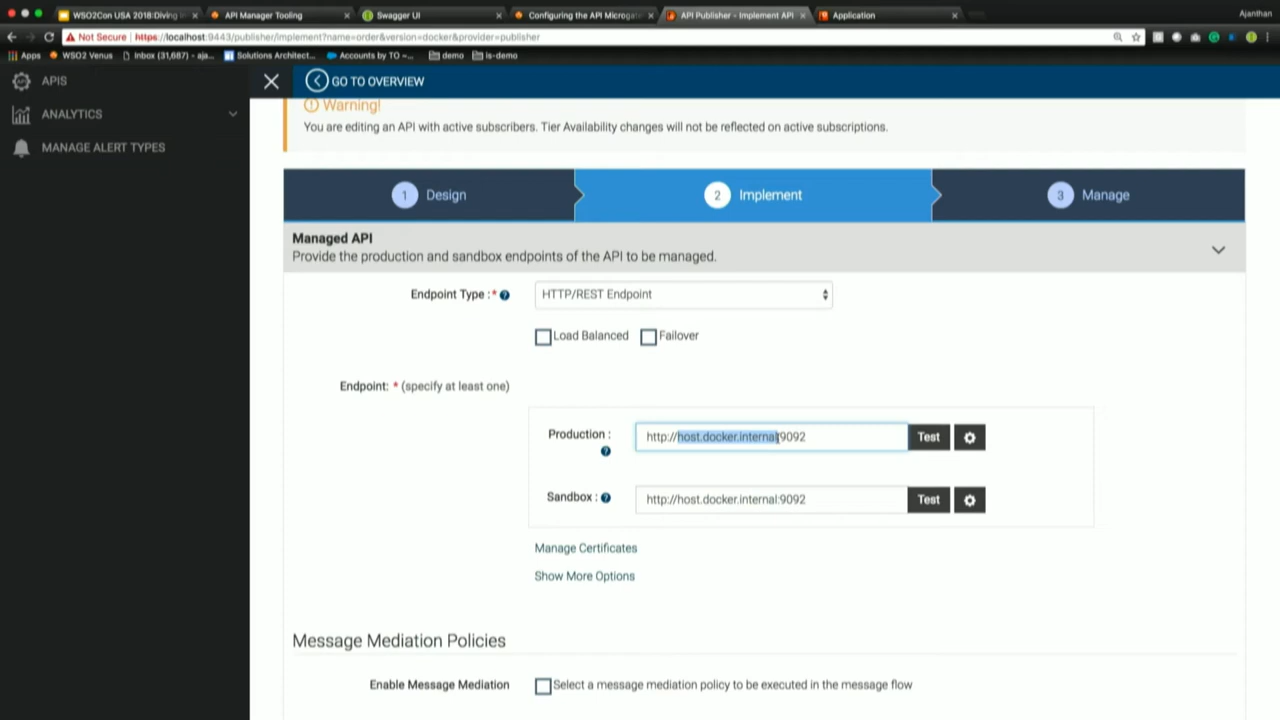 WSO2Con USA 2018:Diving
API Manager Tooling
Swagger UI
Configuring the API Microgate
API Publisher - Implement API
Application
Ajanthan
Not Secure | https://localhost:9443/publisher/implement?name=order&version=docker&provider=publisher
Apps
WSO2 Venus
Inbox (31,687) - aja...
Solutions Architect...
Accounts by TO –...
demo
is-demo
APIS
ANALYTICS
MANAGE ALERT TYPES
GO TO OVERVIEW
Warning!
You are editing an API with active subscribers. Tier Availability changes will not be reflected on active subscriptions.
1 Design
2 Implement
3 Manage
Managed API
Provide the production and sandbox endpoints of the API to be managed.
Endpoint Type :* HTTP/REST Endpoint
Load Balanced Failover
Endpoint: * (specify at least one)
Production : http://host.docker.internal:9092 Test
Sandbox : http://host.docker.internal:9092 Test
Manage Certificates
Show More Options
Message Mediation Policies
Enable Message Mediation Select a message mediation policy to be executed in the message flow